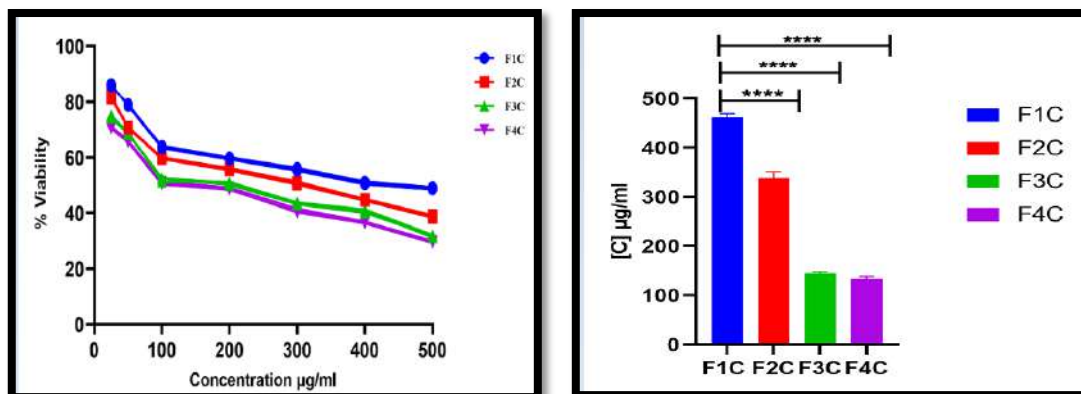 100
80
60
40
20
0
% Viability
0 100 200 300 400 500
Concentration µg/ml
F1C
F2C
F3C
F4C
****
****
****
500
400
300
200
100
0
[C] µg/ml
F1C F2C F3C F4C
F1C
F2C
F3C
F4C